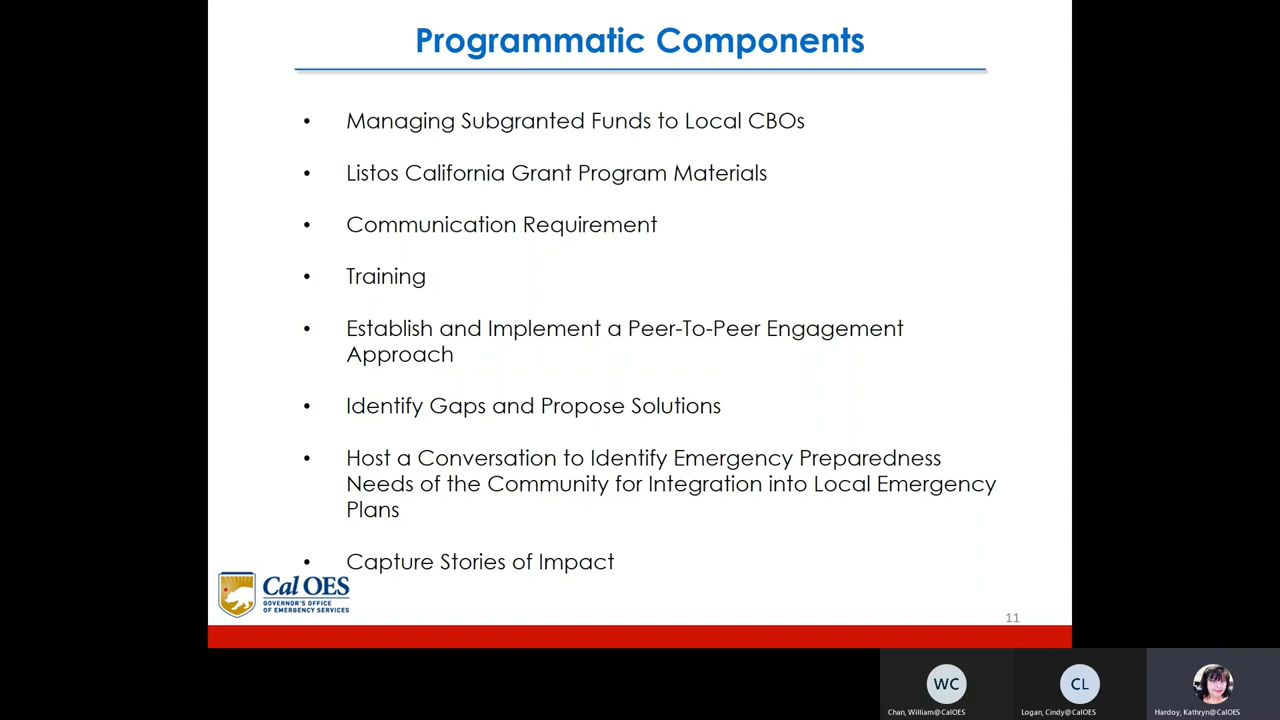 Programmatic Components
• Managing Subgranted Funds to Local CBOs
• Listos California Grant Program Materials
• Communication Requirement
• Training
• Establish and Implement a Peer-To-Peer Engagement
Approach
• Identify Gaps and Propose Solutions
• Host a Conversation to Identify Emergency Preparedness
Needs of the Community for Integration into Local Emergency
Plans
• Capture Stories of Impact
Cal OES
GOVERNOR'S OFFICE
OF EMERGENCY SERVICES
11
WC
CL
Chan, William@CalOES
Logan, Cindy@CalOES
Hardoy, Kathryn@CalOES